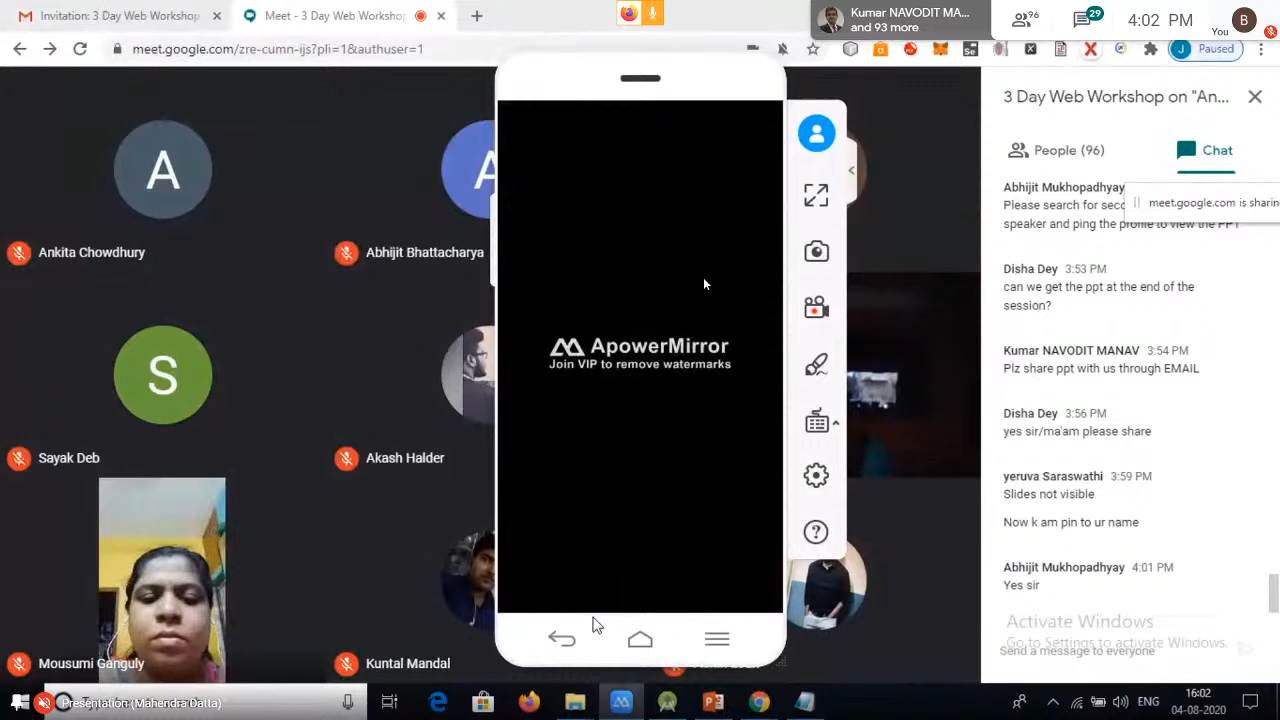 Invitation: 3 Day Web Workshop
Meet - 3 Day Web Workshop
Kumar NAVODIT MA...
and 93 more
96
29
4:02 PM
You
B
meet.google.com/zre-cumn-ijs?pli=1&authuser=1
J Paused
A
A
Ankita Chowdhury
Abhijit Bhattacharya
S
Sayak Deb
Akash Halder
Mousumi Ganguly
Kuntal Mandal
ApowerMirror
Join VIP to remove watermarks
3 Day Web Workshop on "An...
People (96)
Chat
Abhijit Mukhopadhyay
meet.google.com is sharin
Please search for
speaker and ping the profile to view the PPT
Disha Dey 3:53 PM
can we get the ppt at the end of the
session?
Kumar NAVODIT MANAV 3:54 PM
Plz share ppt with us through EMAIL
Disha Dey 3:56 PM
yes sir/ma'am please share
yeruva Saraswathi 3:59 PM
Slides not visible
Now k am pin to ur name
Abhijit Mukhopadhyay 4:01 PM
Yes sir
Activate Windows
Go to Settings to activate Windows.
Send a message to everyone
Presentation (Mahendra Datta)
ENG
16:02
04-08-2020